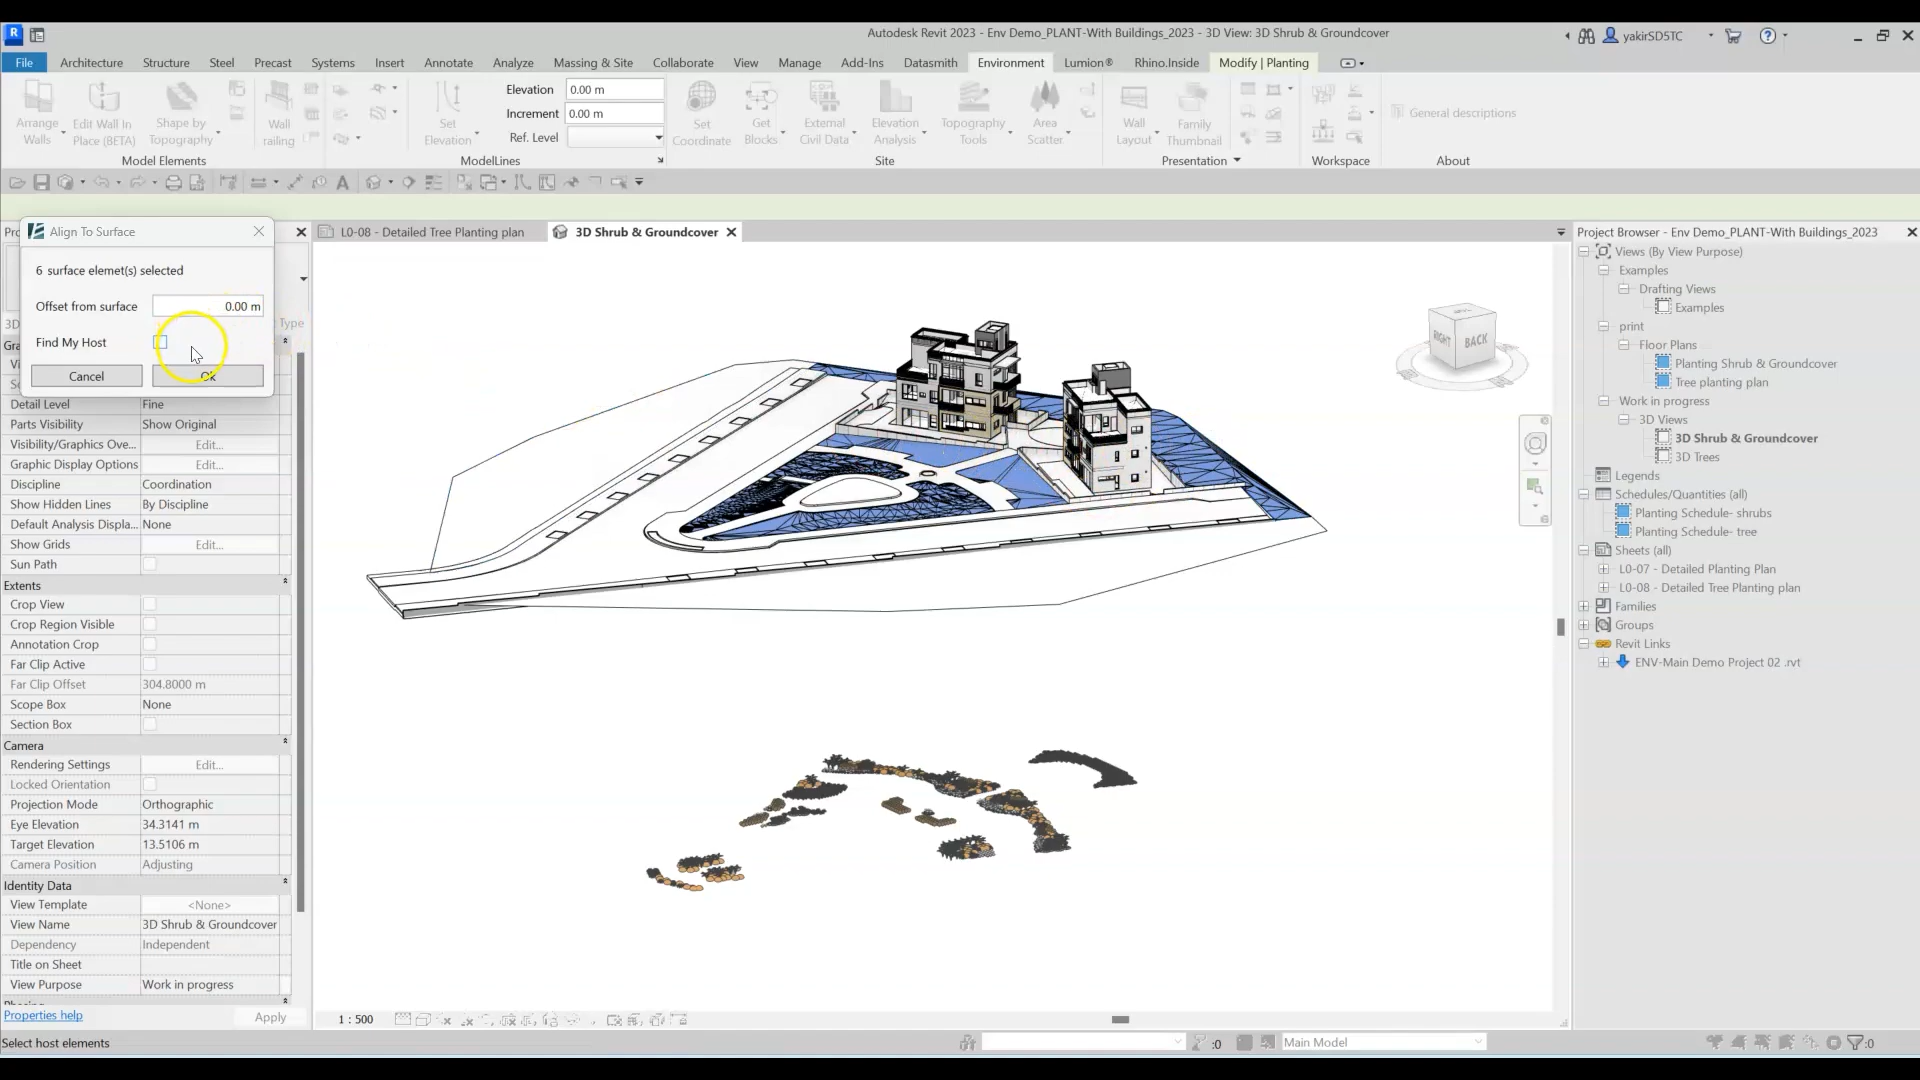 Autodesk Revit 2023 - Env Demo_PLANT-With Buildings_2023 - 3D View: 3D Shrub & Groundcover
yakirSD5TC
File Architecture Structure Steel Precast Systems Insert Annotate Analyze Massing & Site Collaborate View Manage Add-Ins Datasmith Environment Lumion® Rhino.Inside Modify | Planting
Arrange Walls
Edit Wall In Place (BETA)
Shape by Topography
Wall railing
Set Elevation
Elevation 0.00 m
Increment 0.00 m
Ref. Level
Set Coordinate
Get Blocks
External Civil Data
Elevation Analysis
Topography Tools
Area Scatter
Wall Layout
Family Thumbnail
General descriptions
Model Elements
ModelLines
Site
Presentation
Workspace
About
Align To Surface
6 surface elemet(s) selected
Offset from surface 0.00 m
Find My Host
Cancel
Ok
L0-08 - Detailed Tree Planting plan
3D Shrub & Groundcover
Type
Detail Level Fine
Parts Visibility Show Original
Visibility/Graphics Ove... Edit...
Graphic Display Options Edit...
Discipline Coordination
Show Hidden Lines By Discipline
Default Analysis Displa... None
Show Grids Edit...
Sun Path
Extents
Crop View
Crop Region Visible
Annotation Crop
Far Clip Active
Far Clip Offset 304.8000 m
Scope Box None
Section Box
Camera
Rendering Settings Edit...
Locked Orientation
Projection Mode Orthographic
Eye Elevation 34.3141 m
Target Elevation 13.5106 m
Camera Position Adjusting
Identity Data
View Template <None>
View Name 3D Shrub & Groundcover
Dependency Independent
Title on Sheet
View Purpose Work in progress
Properties help
Apply
RIGHT
BACK
1 : 500
Project Browser - Env Demo_PLANT-With Buildings_2023
Views (By View Purpose)
Examples
Drafting Views
Examples
print
Floor Plans
Planting Shrub & Groundcover
Tree planting plan
Work in progress
3D Views
3D Shrub & Groundcover
3D Trees
Legends
Schedules/Quantities (all)
Planting Schedule- shrubs
Planting Schedule- tree
Sheets (all)
L0-07 - Detailed Planting Plan
L0-08 - Detailed Tree Planting plan
Families
Groups
Revit Links
ENV-Main Demo Project 02 .rvt
Select host elements
:0
Main Model
:0